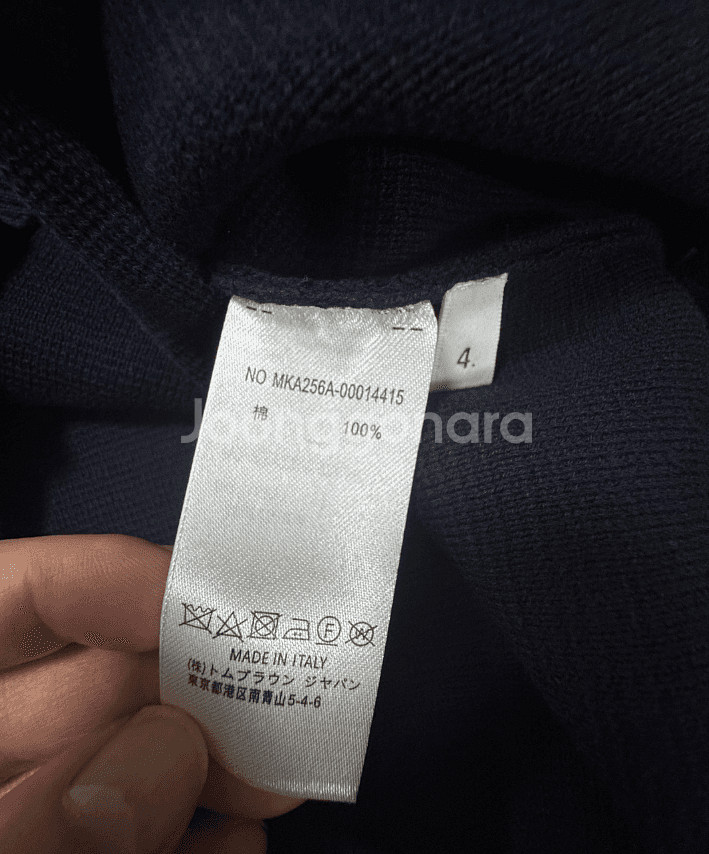 NO MKA256A-00014415
棉 100%
4.
Joonggonara
F W
MADE IN ITALY
(株)トムブラウン ジャパン
東京都港区南青山5-4-6